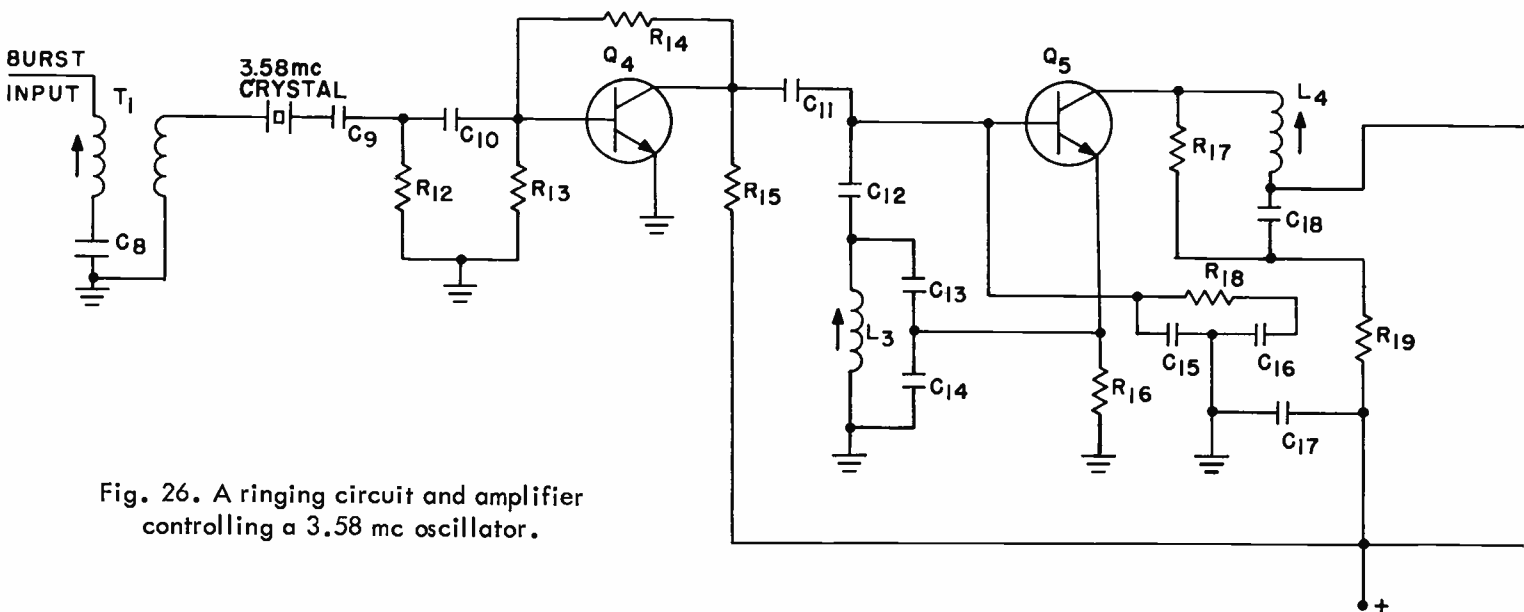 BURST
INPUT
T1
3.58mc
CRYSTAL
C8
C9
C10
R12
R13
R14
Q4
R15
C11
C12
C13
L3
C14
Q5
R16
R17
L4
C18
R18
C15
C16
C17
R19
+
Fig. 26. A ringing circuit and amplifier
controlling a 3.58 mc oscillator.